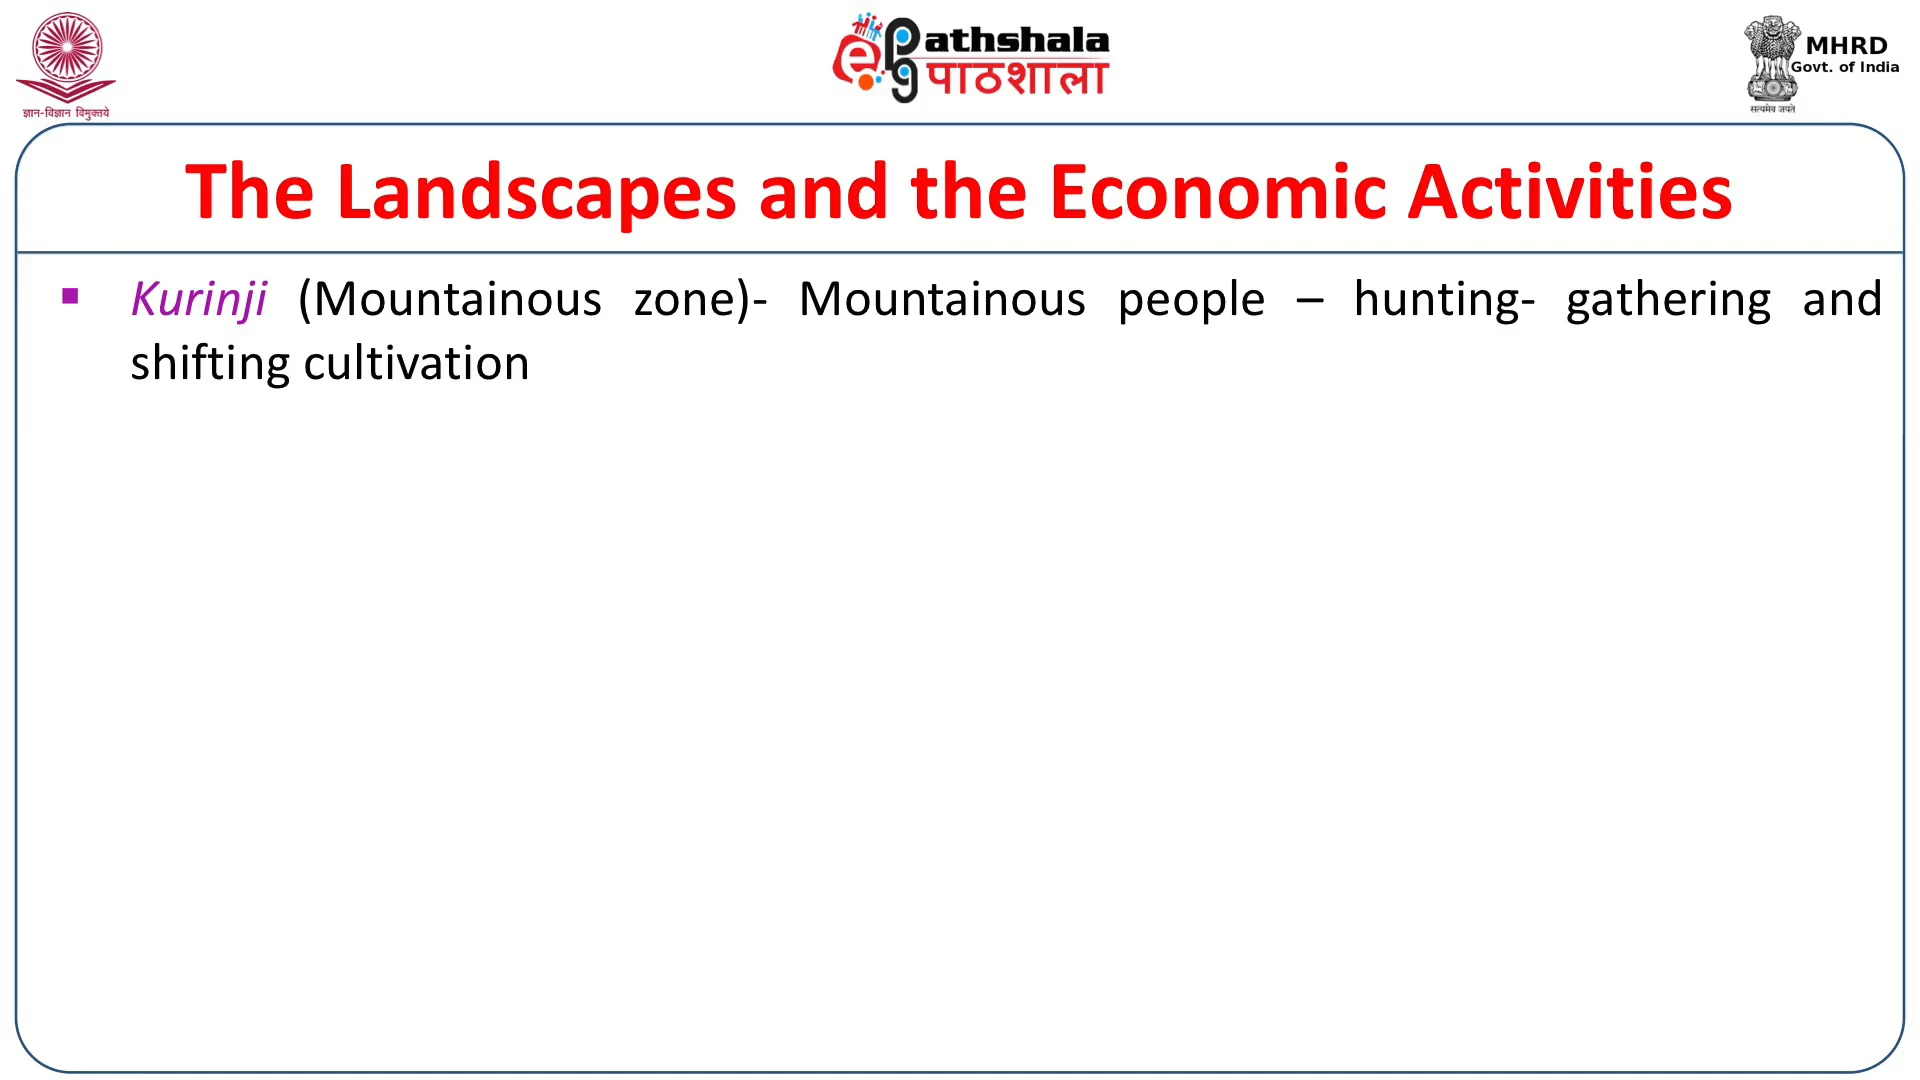 ज्ञान-विज्ञान विमुक्तये
ePathshala
पाठशाला
MHRD
Govt. of India
सत्यमेव जयते
The Landscapes and the Economic Activities
▪ Kurinji (Mountainous zone)- Mountainous people – hunting- gathering and
shifting cultivation